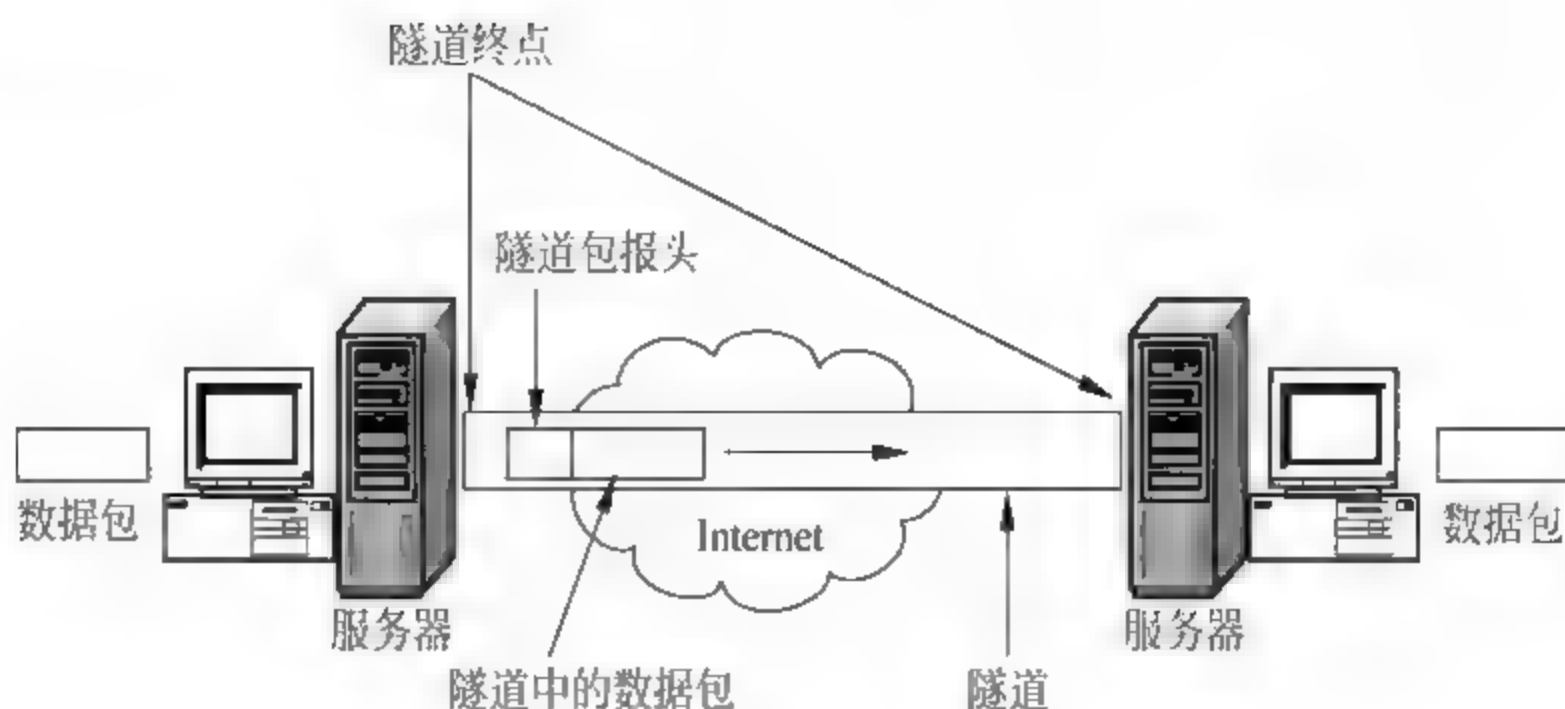 隧道终点
隧道包报头
数据包
Internet
数据包
服务器
服务器
隧道中的数据包
隧道